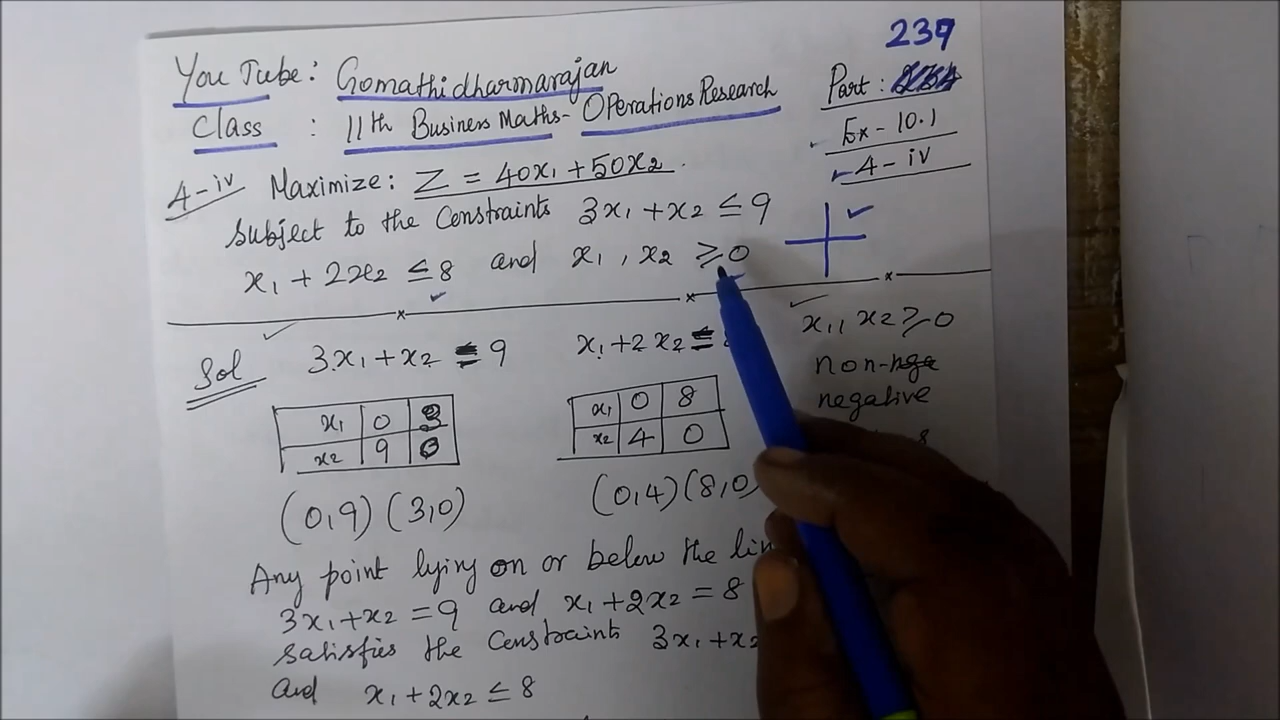 239
YouTube: Gomathidharmarajan
Part:
Class : 11th Business Maths- Operations Research
Ex - 10.1
4 - iv
4-iv Maximize: Z = 40x₁ + 50x₂.
Subject to the Constraints 3x₁ + x₂ ≤ 9
x₁ + 2x₂ ≤ 8 and x₁, x₂ ≥ 0
Sol 3x₁ + x₂ = 9 x₁ + 2x₂ =
x₁, x₂ ≥ 0
non-
negative
x₁ 0 3
x₂ 9 0
x₁ 0 8
x₂ 4 0
(0,9) (3,0)
(0,4) (8,0)
Any point lying on or below the
3x₁ + x₂ = 9 and x₁ + 2x₂ = 8
satisfies the Constraints 3x₁ + x₂
and x₁ + 2x₂ ≤ 8